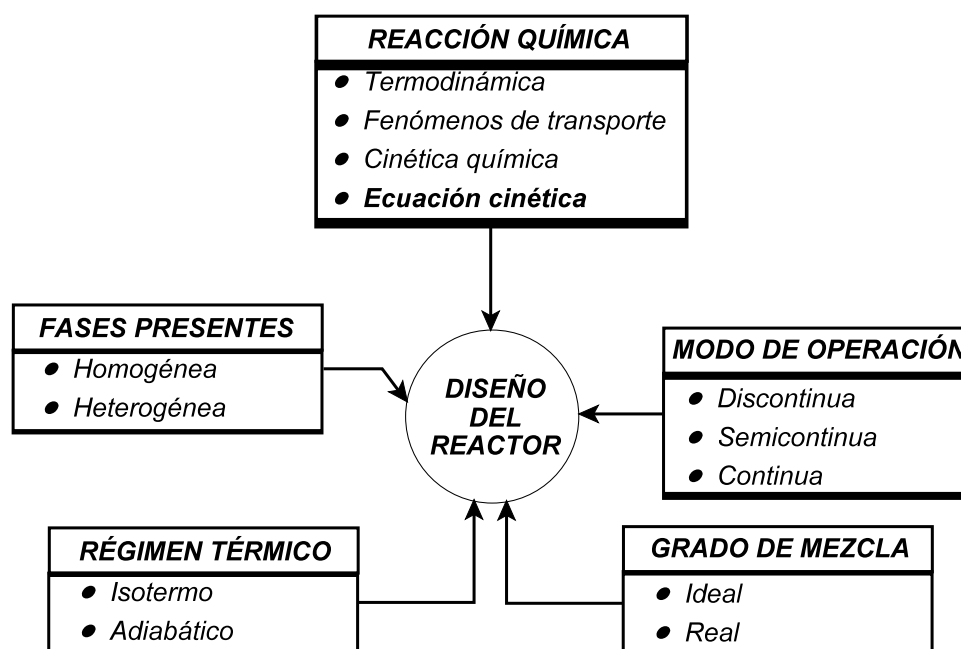 REACCIÓN QUÍMICA
● Termodinámica
● Fenómenos de transporte
● Cinética química
● Ecuación cinética
FASES PRESENTES
● Homogénea
● Heterogénea
DISEÑO
DEL
REACTOR
MODO DE OPERACIÓN
● Discontinua
● Semicontinua
● Continua
RÉGIMEN TÉRMICO
● Isotermo
● Adiabático
GRADO DE MEZCLA
● Ideal
● Real